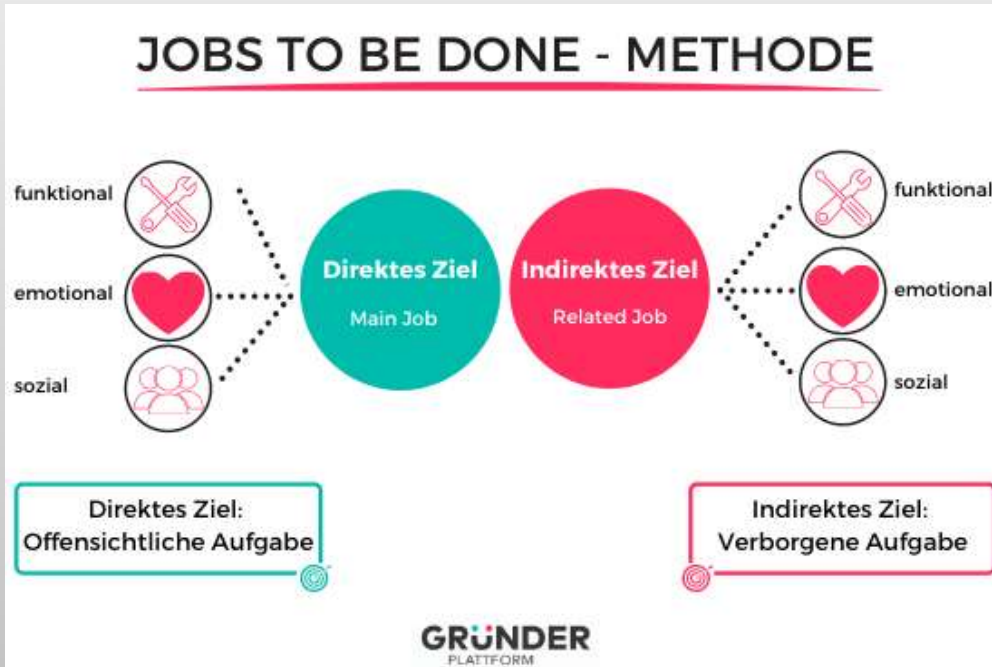 JOBS TO BE DONE - METHODE
funktional
emotional
sozial
Direktes Ziel
Main Job
Indirektes Ziel
Related Job
funktional
emotional
sozial
Direktes Ziel:
Offensichtliche Aufgabe
Indirektes Ziel:
Verborgene Aufgabe
GRÜNDER
PLATTFORM